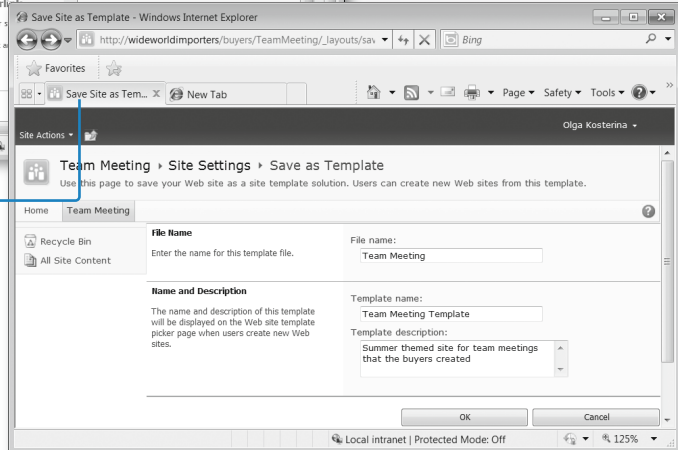 Save Site as Template - Windows Internet Explorer
http://wideworldimporters/buyers/TeamMeeting/_layouts/sav
Bing
Favorites
Save Site as Tem...
New Tab
Page
Safety
Tools
Olga Kosterina
Site Actions
Team Meeting ▸ Site Settings ▸ Save as Template
Use this page to save your Web site as a site template solution. Users can create new Web sites from this template.
Home
Team Meeting
Recycle Bin
All Site Content
File Name
Enter the name for this template file.
File name:
Team Meeting
Name and Description
The name and description of this template
will be displayed on the Web site template
picker page when users create new Web
sites.
Template name:
Team Meeting Template
Template description:
Summer themed site for team meetings
that the buyers created
OK
Cancel
Local intranet | Protected Mode: Off
125%